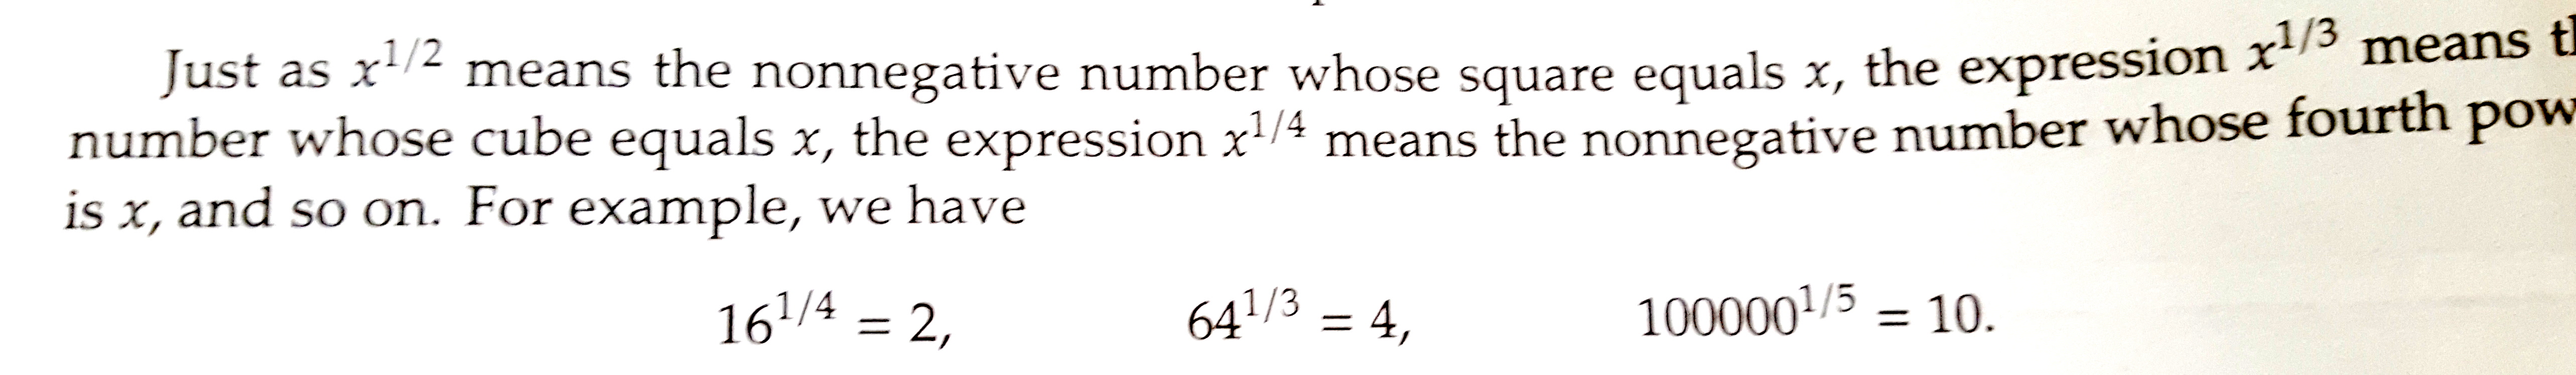 Just as x^{1/2} means the nonnegative number whose square equals x, the expression x^{1/3} means
number whose cube equals x, the expression x^{1/4} means the nonnegative number whose fourth
is x, and so on. For example, we have
16^{1/4} = 2, 64^{1/3} = 4, 100000^{1/5} = 10.